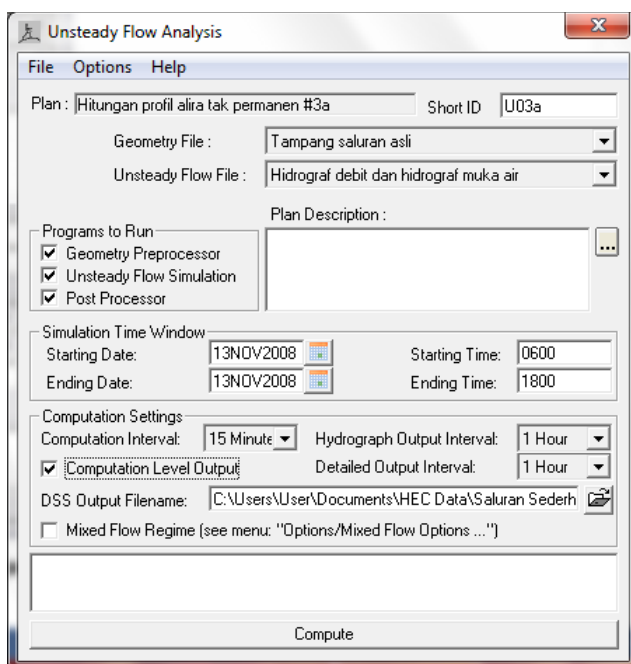 Unsteady Flow Analysis
File Options Help
Plan : Hitungan profil alira tak permanen #3a Short ID U03a
Geometry File : Tampang saluran asli
Unsteady Flow File : Hidrograf debit dan hidrograf muka air
Plan Description :
Programs to Run
Geometry Preprocessor
Unsteady Flow Simulation
Post Processor
...
Simulation Time Window
Starting Date: 13NOV2008 Starting Time: 0600
Ending Date: 13NOV2008 Ending Time: 1800
Computation Settings
Computation Interval: 15 Minute Hydrograph Output Interval: 1 Hour
Computation Level Output Detailed Output Interval: 1 Hour
DSS Output Filename: C:\Users\User\Documents\HEC Data\Saluran Sederh
Mixed Flow Regime (see menu: "Options/Mixed Flow Options ...")
Compute